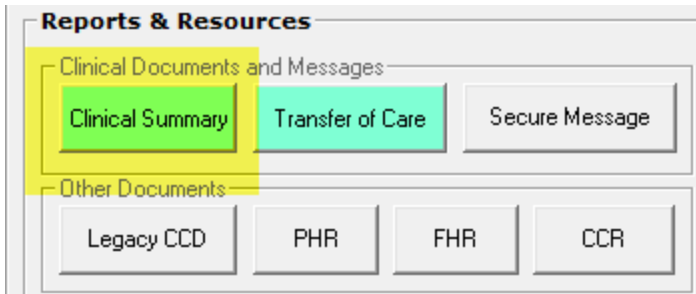 Reports & Resources
Clinical Documents and Messages
Clinical Summary Transfer of Care Secure Message
Other Documents
Legacy CCD PHR FHR CCR